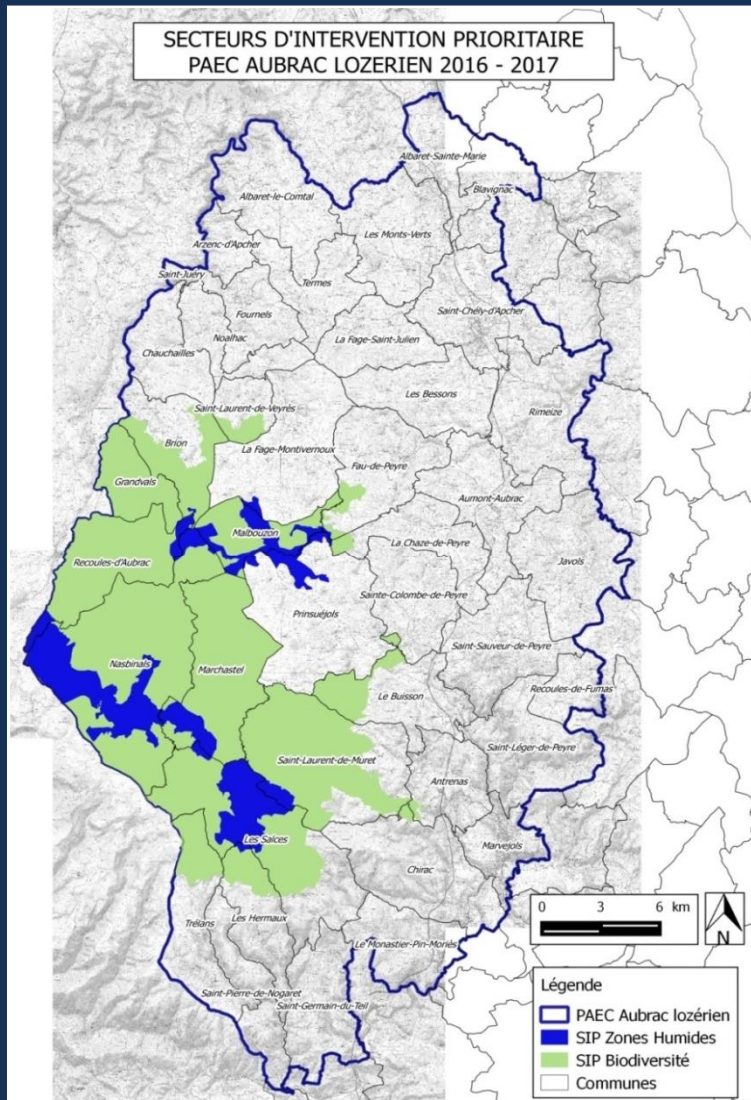 SECTEURS D'INTERVENTION PRIORITAIRE
PAEC AUBRAC LOZERIEN 2016 - 2017
Albaret-Sainte-Marie
Blavignac
Albaret-le-Comtal
Les Monts-Verts
Arzenc-d'Apcher
Saint-Juéry
Termes
Fournels
Saint-Chély-d'Apcher
Noalhac
La Fage-Saint-Julien
Chauchailles
Les Bessons
Saint-Laurent-de-Veyrès
Rimeize
Brion
La Fage-Montivernoux
Fau-de-Peyre
Grandvals
Aumont-Aubrac
Malbouzon
La Chaze-de-Peyre
Recoules-d'Aubrac
Javols
Sainte-Colombe-de-Peyre
Prinsuéjols
Saint-Sauveur-de-Peyre
Nasbinals
Marchastel
Recoules-de-Fumas
Le Buisson
Saint-Léger-de-Peyre
Saint-Laurent-de-Muret
Antrenas
Les Salces
Marvejols
Chirac
Trélans
Les Hermaux
Le Monastier-Pin-Moriès
Saint-Pierre-de-Nogaret
Saint-Germain-du-Teil
0 3 6 km
N
Légende
PAEC Aubrac lozérien
SIP Zones Humides
SIP Biodiversité
Communes